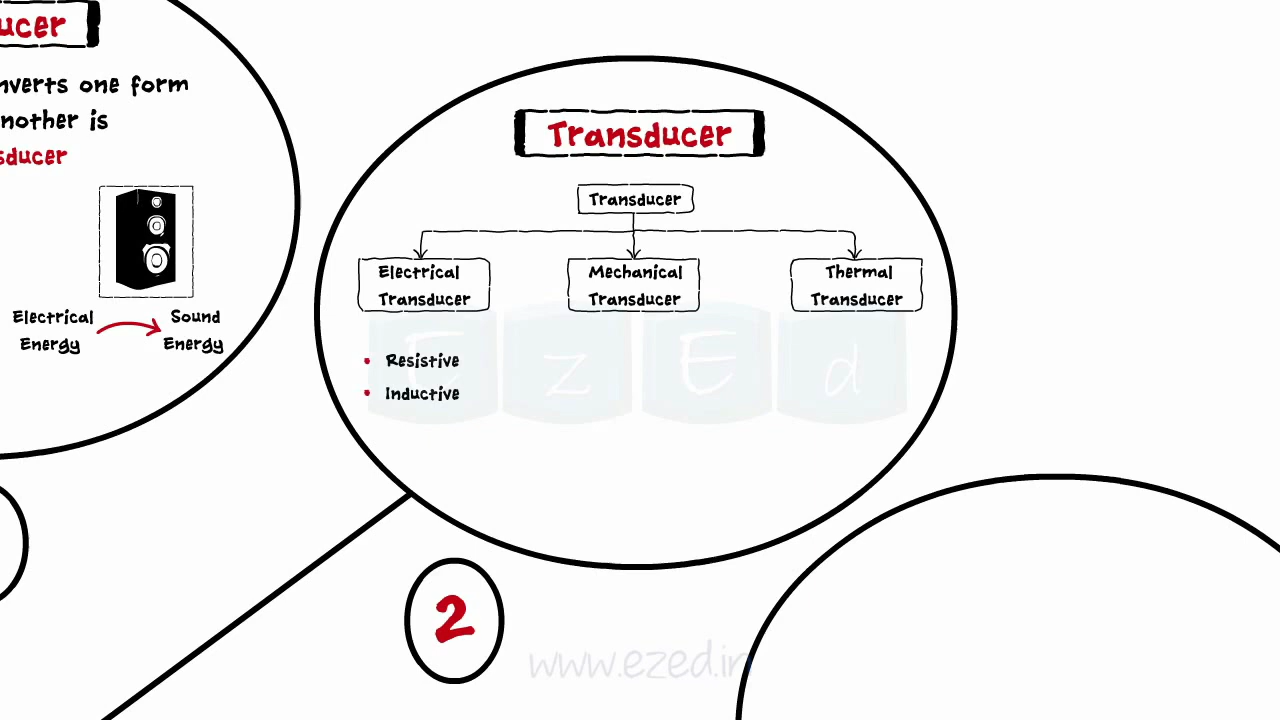 ucer
nverts one form
nother is
sducer
Electrical Sound
Energy Energy
Transducer
Transducer
Electrical Mechanical Thermal
Transducer Transducer Transducer
• Resistive
• Inductive
E z E d
2
www.ezed.in